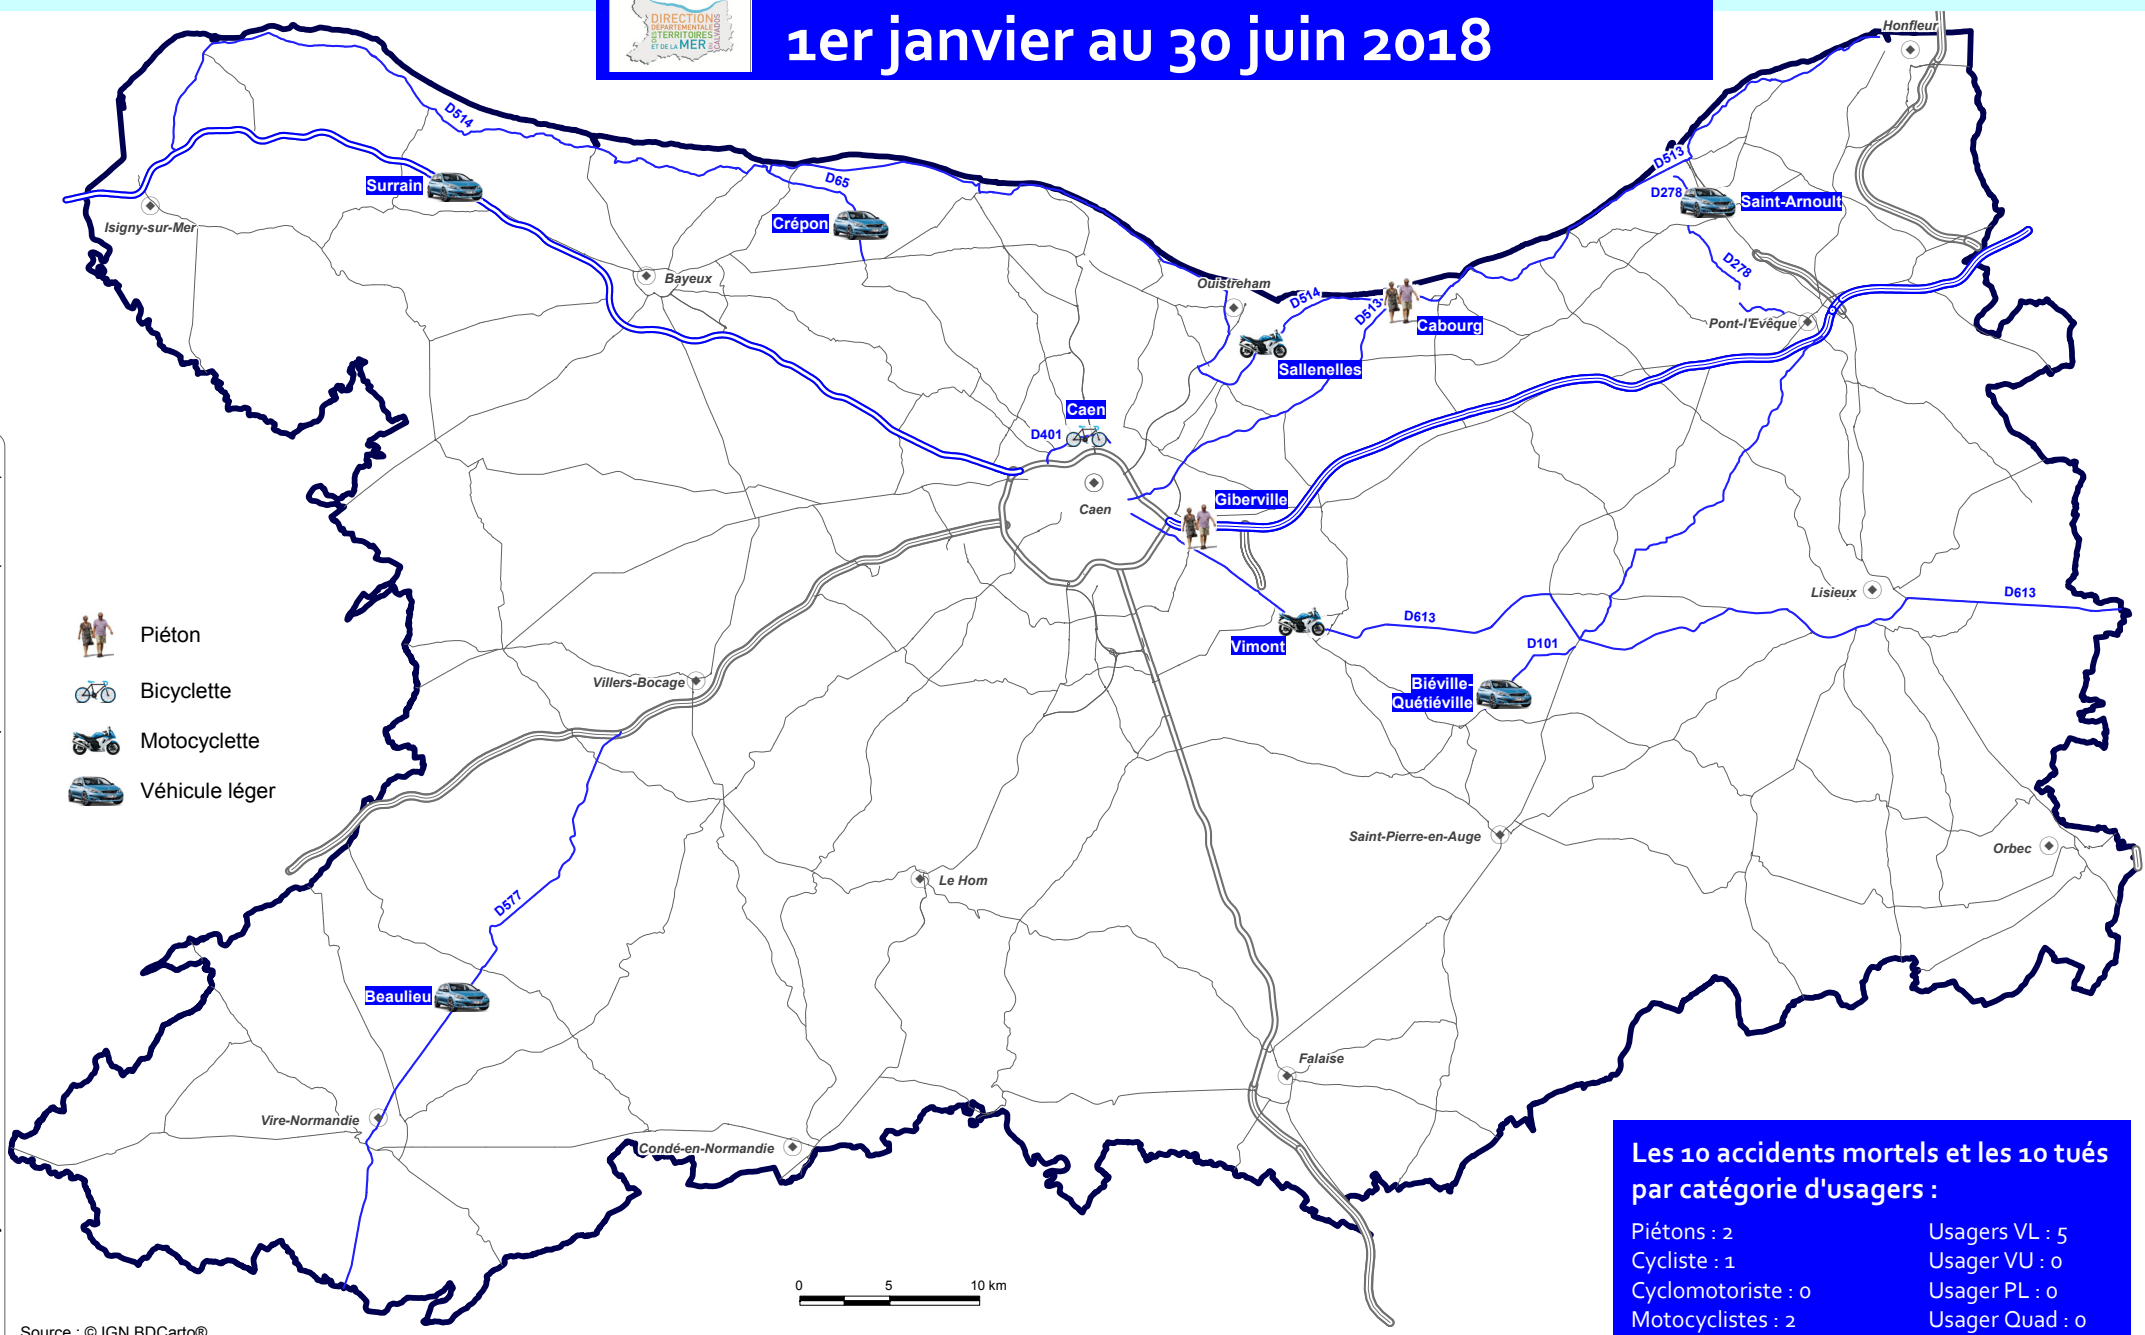 DIRECTION
DÉPARTEMENTALE
DES TERRITOIRES
ET DE LA MER
CALVADOS
1er janvier au 30 juin 2018
Honfleur
D514
D513
D65
D278
Saint-Arnoult
Surrain
Crépon
Isigny-sur-Mer
Bayeux
D278
Ouistreham
D514
D513
Cabourg
Pont-l'Evêque
Sallenelles
Caen
D401
Giberville
Caen
Lisieux
D613
D613
Piéton
Vimont
D101
Villers-Bocage
Biéville-
Quétiéville
Bicyclette
Motocyclette
Véhicule léger
Saint-Pierre-en-Auge
Orbec
Le Hom
D577
Beaulieu
Falaise
Vire-Normandie
Condé-en-Normandie
Les 10 accidents mortels et les 10 tués
par catégorie d'usagers :
Piétons : 2
Usagers VL : 5
Cycliste : 1
Usager VU : 0
Cyclomotoriste : 0
Usager PL : 0
Motocyclistes : 2
Usager Quad : 0
0 5 10 km
Source : © IGN BDCarto®